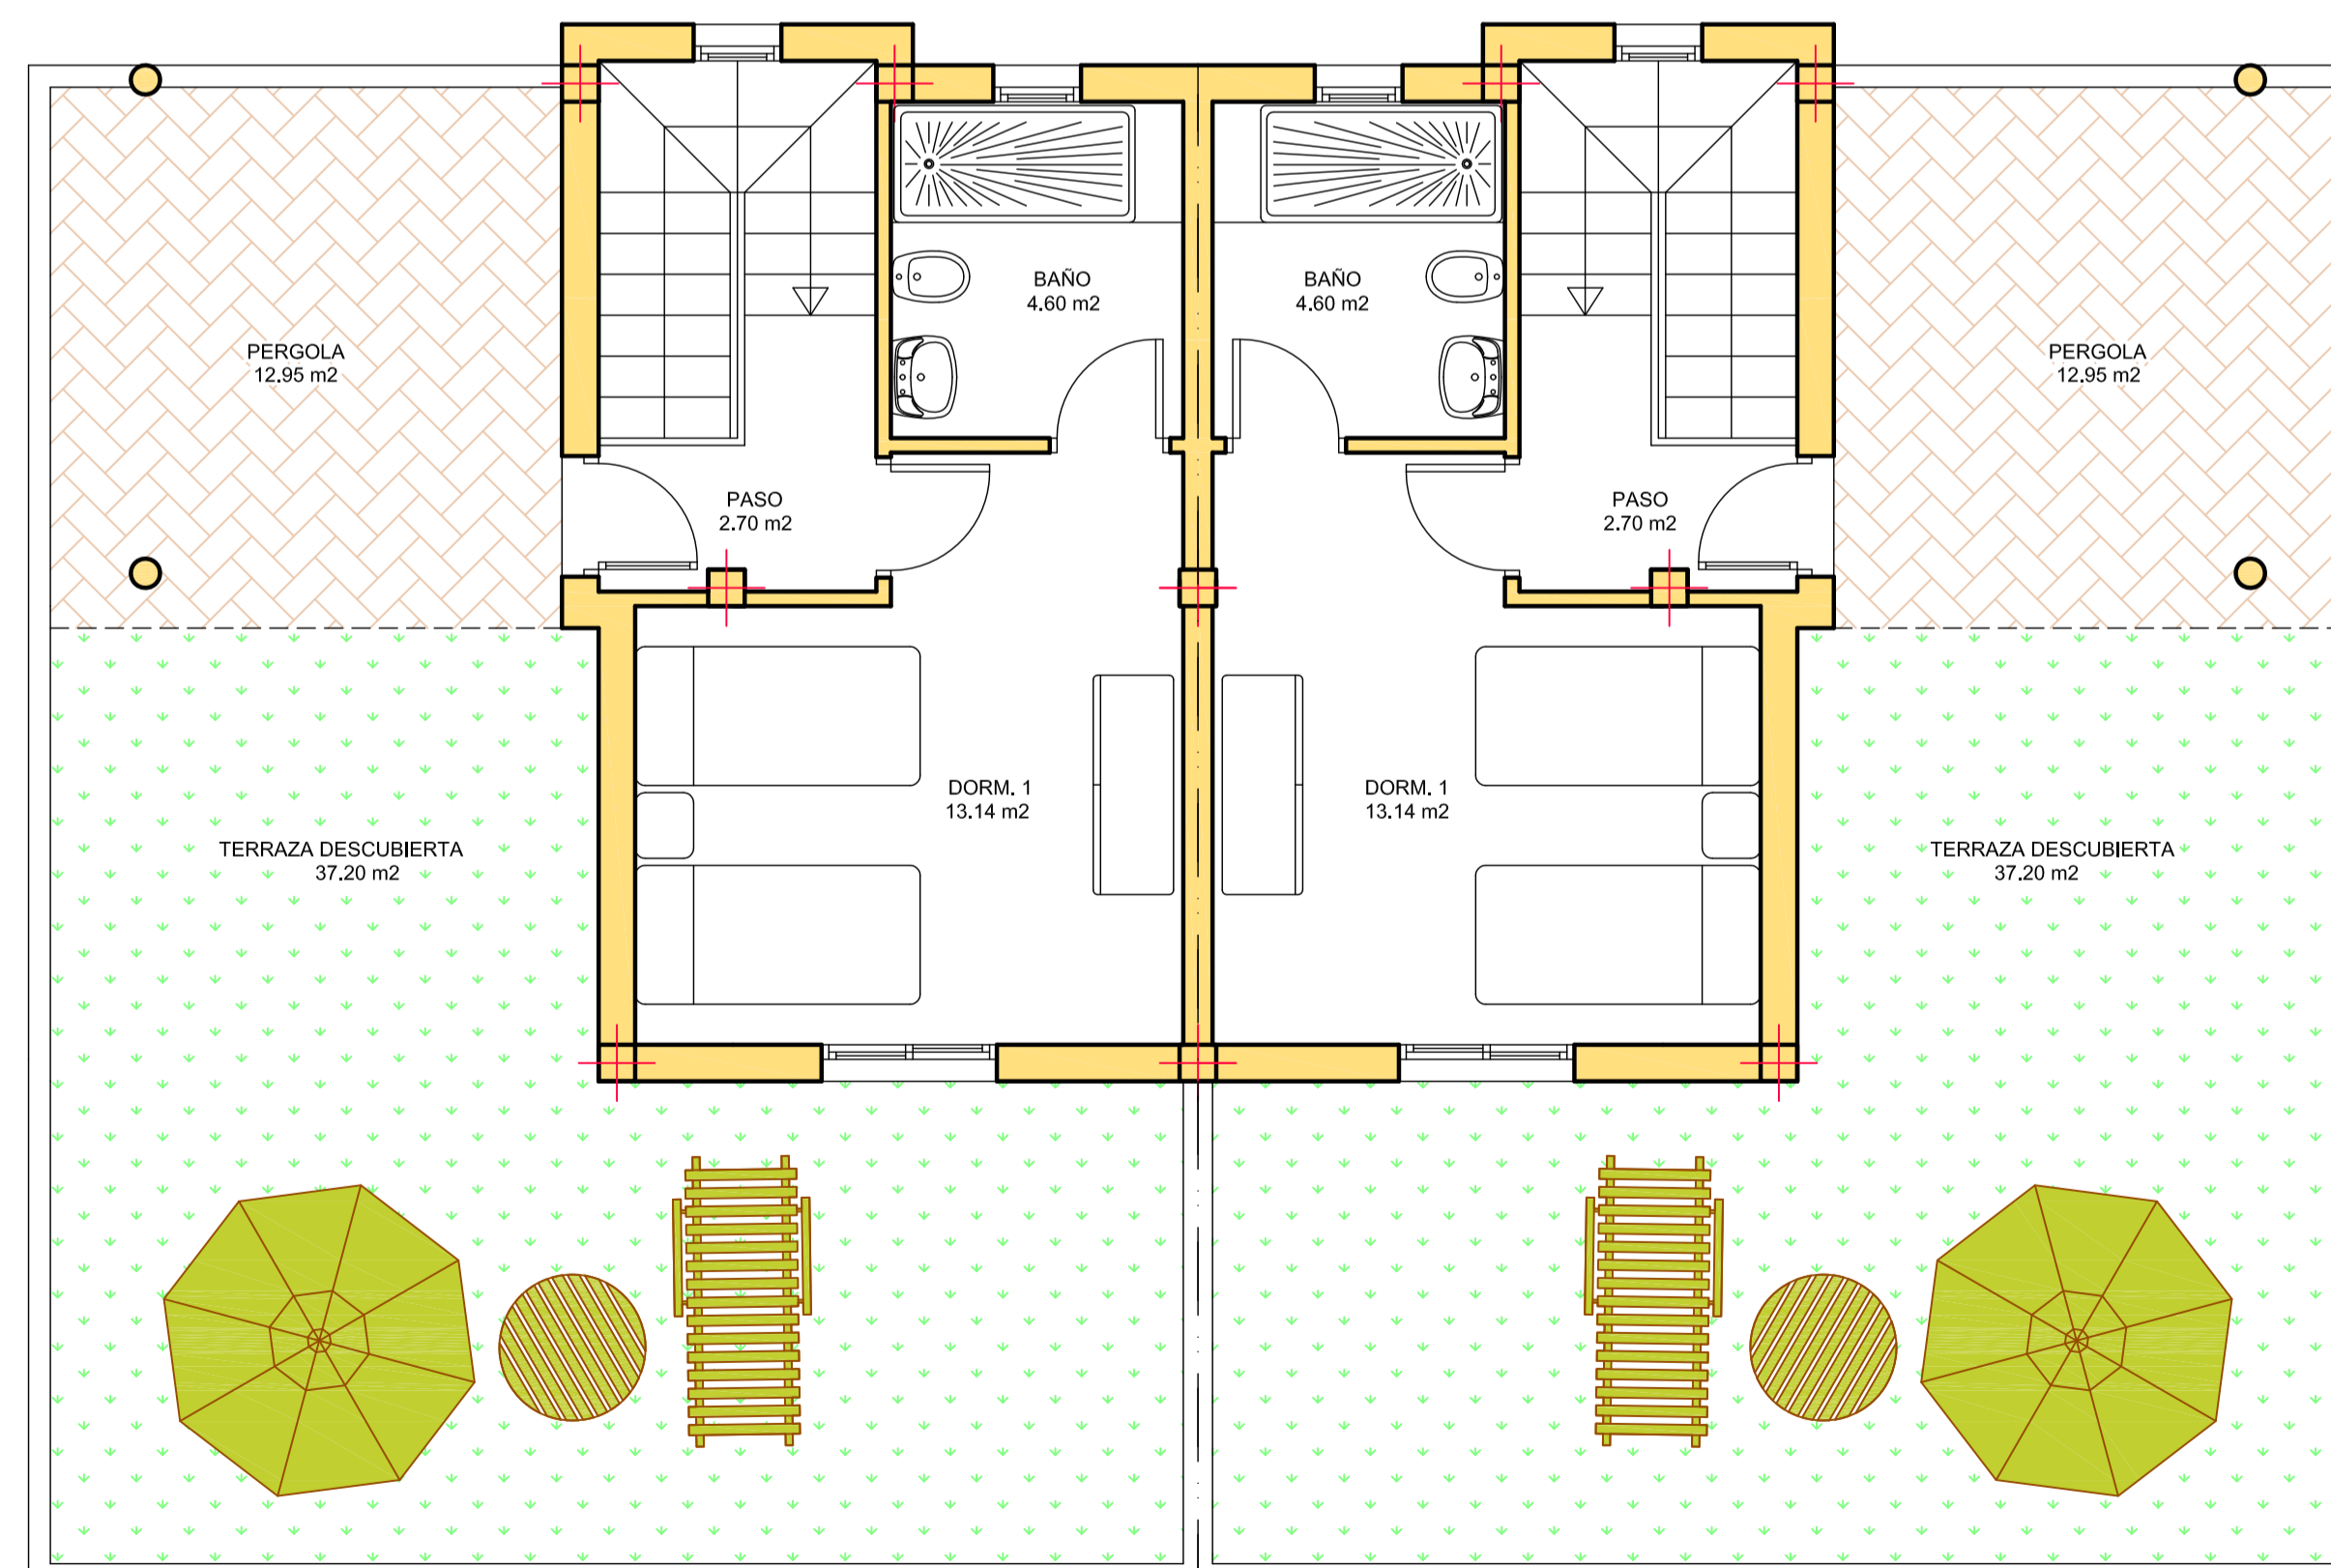 BAÑO
4.60 m2
BAÑO
4.60 m2
PERGOLA
12.95 m2
PERGOLA
12.95 m2
PASO
2.70 m2
PASO
2.70 m2
DORM. 1
13.14 m2
DORM. 1
13.14 m2
TERRAZA DESCUBIERTA
37.20 m2
TERRAZA DESCUBIERTA
37.20 m2